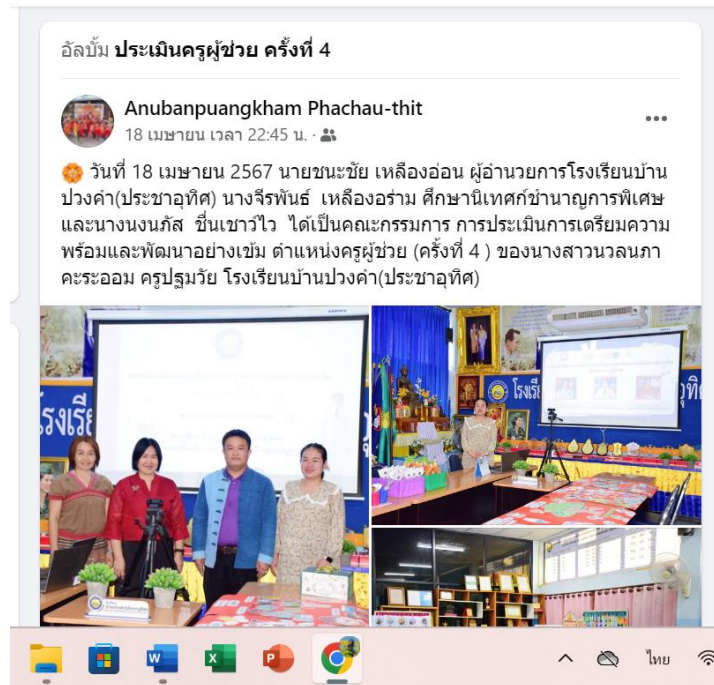 อัลบั้ม ประเมินครูผู้ช่วย ครั้งที่ 4
Anubanpuangkham Phachau-thit
18 เมษายน เวลา 22:45 น. ·
วันที่ 18 เมษายน 2567 นายชนะชัย เหลืองอ่อน ผู้อำนวยการโรงเรียนบ้าน
ปวงคำ(ประชาอุทิศ) นางจีรพันธ์ เหลืองอร่าม ศึกษานิเทศก์ชำนาญการพิเศษ
และนางนงนภัส ชื่นเชาว์ไว ได้เป็นคณะกรรมการ การประเมินการเตรียมความ
พร้อมและพัฒนาอย่างเข้ม ตำแหน่งครูผู้ช่วย (ครั้งที่ 4 ) ของนางสาวนวลนภา
คะระออม ครูปฐมวัย โรงเรียนบ้านปวงคำ(ประชาอุทิศ)
โรงเรีย
W
X
P
ไทย